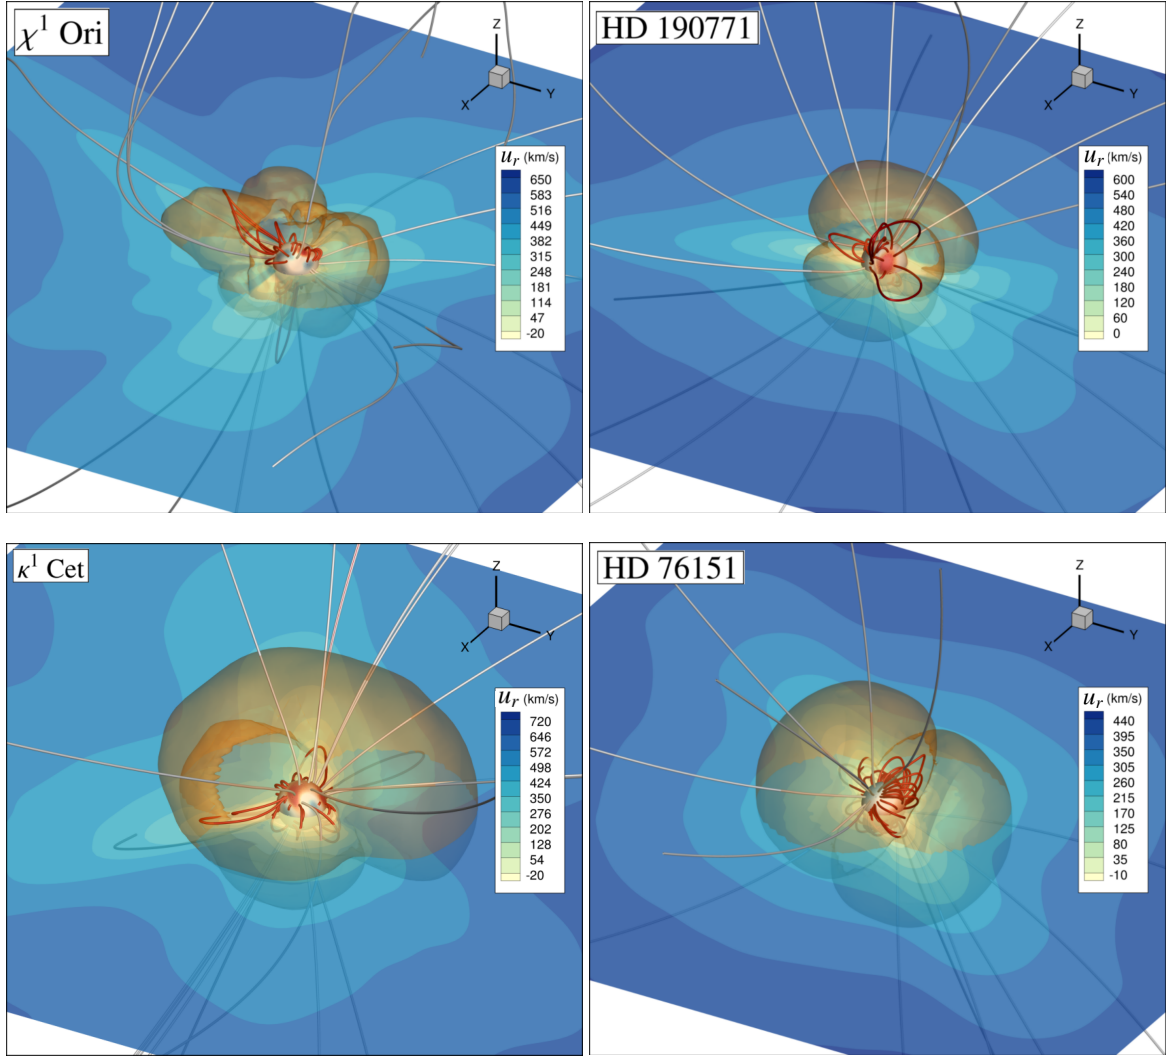 χ¹ Ori
Z
X
Y
u_r (km/s)
650
583
516
449
382
315
248
181
114
47
-20
HD 190771
Z
X
Y
u_r (km/s)
600
540
480
420
360
300
240
180
120
60
0
κ¹ Cet
Z
X
Y
u_r (km/s)
720
646
572
498
424
350
276
202
128
54
-20
HD 76151
Z
X
Y
u_r (km/s)
440
395
350
305
260
215
170
125
80
35
-10